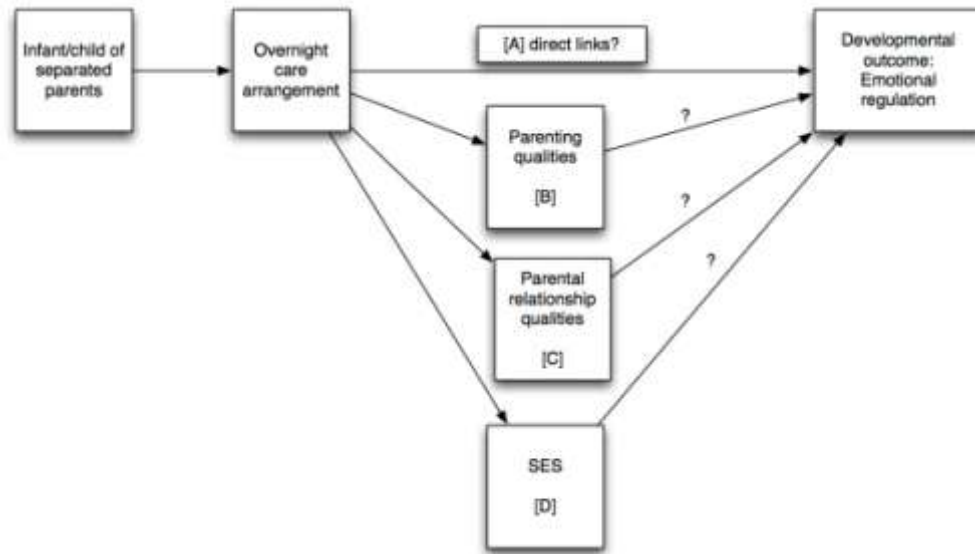 Infant/child of
separated
parents
Overnight
care
arrangement
[A] direct links?
Developmental
outcome:
Emotional
regulation
Parenting
qualities
[B]
?
Parental
relationship
qualities
[C]
?
SES
[D]
?